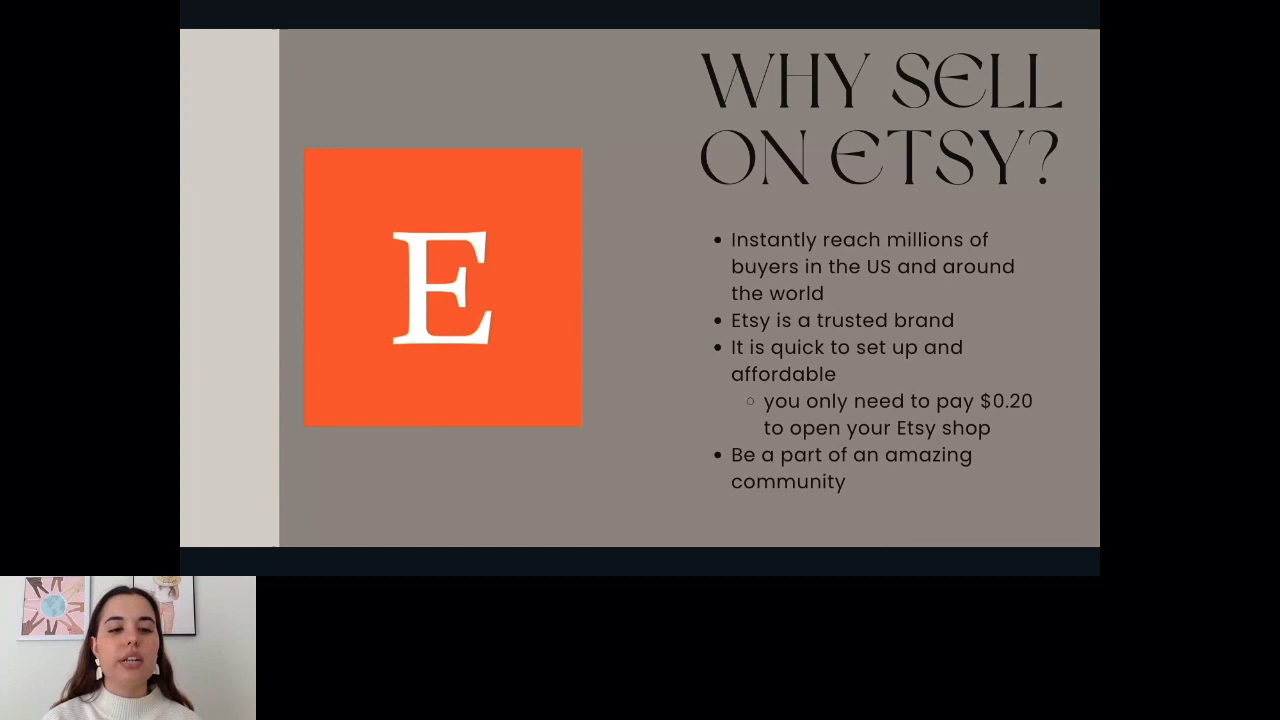 WHY SELL
ON ETSY?
E
• Instantly reach millions of
buyers in the US and around
the world
• Etsy is a trusted brand
• It is quick to set up and
affordable
○ you only need to pay $0.20
to open your Etsy shop
• Be a part of an amazing
community